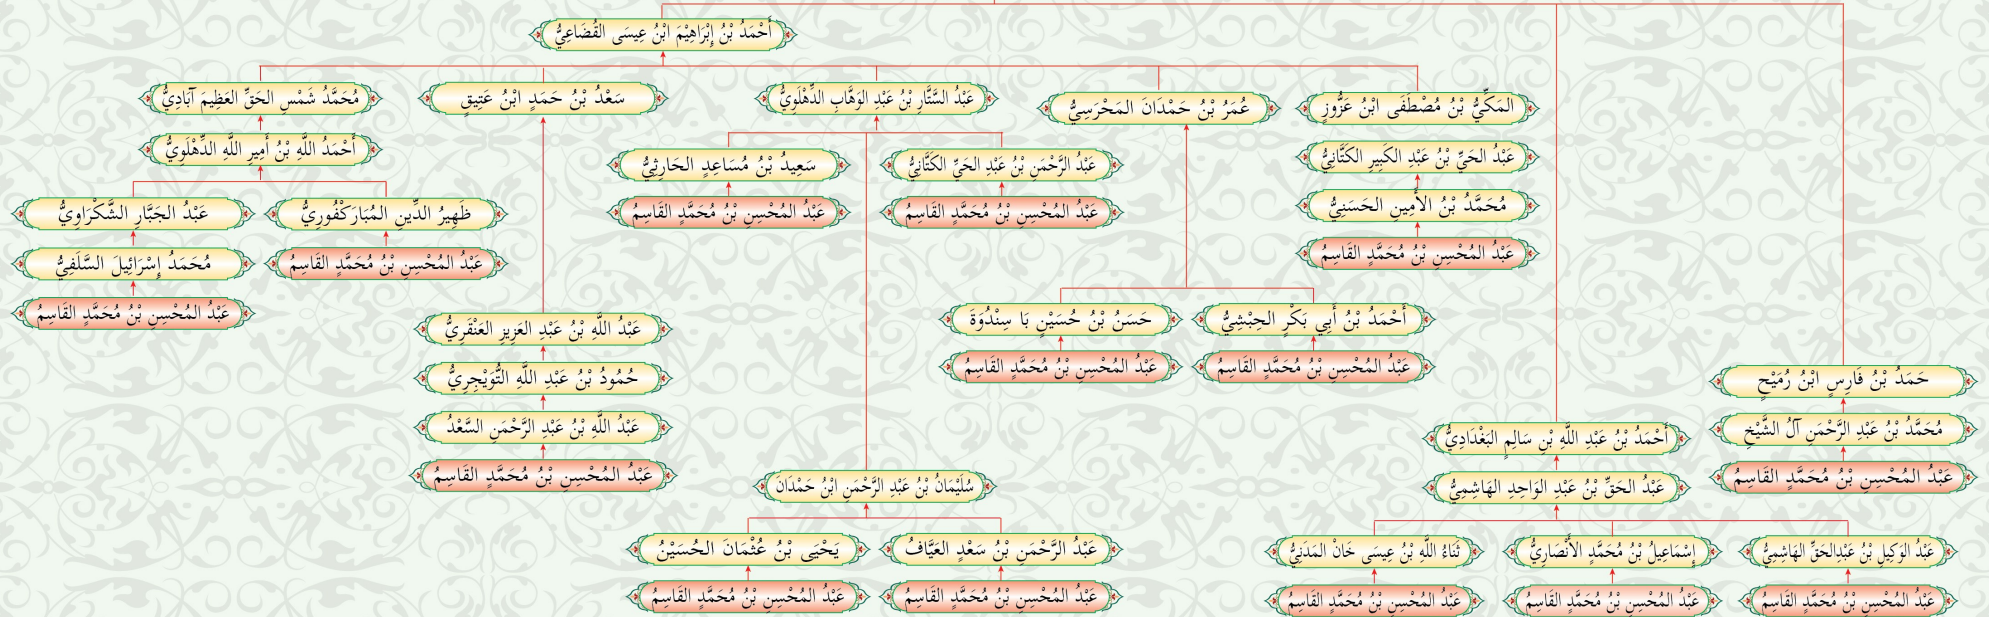 أَحْمَدُ بْنُ إِبْرَاهِيْمَ ابْنُ عِيسَى القُضَاعِيُّ
المَكِّيُّ بْنُ مُصْطَفَى ابْنُ عَزُّوزٍ
عُمَرُ بْنُ حَمْدَانَ المَحْرَسِيُّ
عَبْدُ السَّتَّارِ بْنُ عَبْدِ الوَهَّابِ الدِّهْلَوِيُّ
سَعْدُ بْنُ حَمَدٍ ابْنُ عَتِيقٍ
مُحَمَّدُ شَمْسِ الحَقِّ العَظِيمَ آبَادِيُّ
عَبْدُ الحَيِّ بْنُ عَبْدِ الكَبِيرِ الكَتَّانِيُّ
عَبْدُ الرَّحْمَنِ بْنُ عَبْدِ الحَيِّ الكَتَّانِيُّ
سَعِيدُ بْنُ مُسَاعِدٍ الحَارِثِيُّ
أَحْمَدُ اللَّهِ بْنُ أَمِيرِ اللَّهِ الدِّهْلَوِيُّ
مُحَمَّدُ بْنُ الأَمِينِ الحَسَنِيُّ
عَبْدُ المُحْسِنِ بْنُ مُحَمَّدٍ القَاسِمُ
عَبْدُ المُحْسِنِ بْنُ مُحَمَّدٍ القَاسِمُ
ظَهِيرُ الدِّينِ المُبَارَكْفُورِيُّ
عَبْدُ الجَبَّارِ الشَّكْرَاوِيُّ
عَبْدُ المُحْسِنِ بْنُ مُحَمَّدٍ القَاسِمُ
عَبْدُ المُحْسِنِ بْنُ مُحَمَّدٍ القَاسِمُ
مُحَمَدُ إِسْرَائِيلَ السَّلَفِيُّ
عَبْدُ المُحْسِنِ بْنُ مُحَمَّدٍ القَاسِمُ
أَحْمَدُ بْنُ أَبِي بَكْرٍ الحِبْشِيُّ
حَسَنُ بْنُ حُسَيْنٍ بَا سِنْدُوَةَ
عَبْدُ اللَّهِ بْنُ عَبْدِ العَزِيزِ العَنْقَرِيُّ
عَبْدُ المُحْسِنِ بْنُ مُحَمَّدٍ القَاسِمُ
عَبْدُ المُحْسِنِ بْنُ مُحَمَّدٍ القَاسِمُ
حُمُودُ بْنُ عَبْدِ اللَّهِ التُّوَيْجِرِيُّ
حَمَدُ بْنُ فَارِسٍ ابْنُ رُمَيْحٍ
مُحَمَّدُ بْنُ عَبْدِ الرَّحْمَنِ آلُ الشَّيْخِ
عَبْدُ اللَّهِ بْنُ عَبْدِ الرَّحْمَنِ السَّعْدُ
أَحْمَدُ بْنُ عَبْدِ اللَّهِ بْنِ سَالِمٍ البَغْدَادِيُّ
عَبْدُ المُحْسِنِ بْنُ مُحَمَّدٍ القَاسِمُ
عَبْدُ المُحْسِنِ بْنُ مُحَمَّدٍ القَاسِمُ
عَبْدُ الحَقِّ بْنُ عَبْدِ الوَاحِدِ الهَاشِمِيُّ
سُلَيْمَانُ بْنُ عَبْدِ الرَّحْمَنِ ابْنُ حَمْدَانَ
عَبْدُ الوَكِيلِ بْنُ عَبْدِالحَقِّ الهَاشِمِيُّ
إِسْمَاعِيلُ بْنُ مُحَمَّدٍ الأَنْصَارِيُّ
ثَنَاءُ اللَّهِ بْنُ عِيسَى خَانْ المَدَنِيُّ
عَبْدُ الرَّحْمَنِ بْنُ سَعْدٍ العَيَّافُ
يَحْيَى بْنُ عُثْمَانَ الحُسَيْنُ
عَبْدُ المُحْسِنِ بْنُ مُحَمَّدٍ القَاسِمُ
عَبْدُ المُحْسِنِ بْنُ مُحَمَّدٍ القَاسِمُ
عَبْدُ المُحْسِنِ بْنُ مُحَمَّدٍ القَاسِمُ
عَبْدُ المُحْسِنِ بْنُ مُحَمَّدٍ القَاسِمُ
عَبْدُ المُحْسِنِ بْنُ مُحَمَّدٍ القَاسِمُ